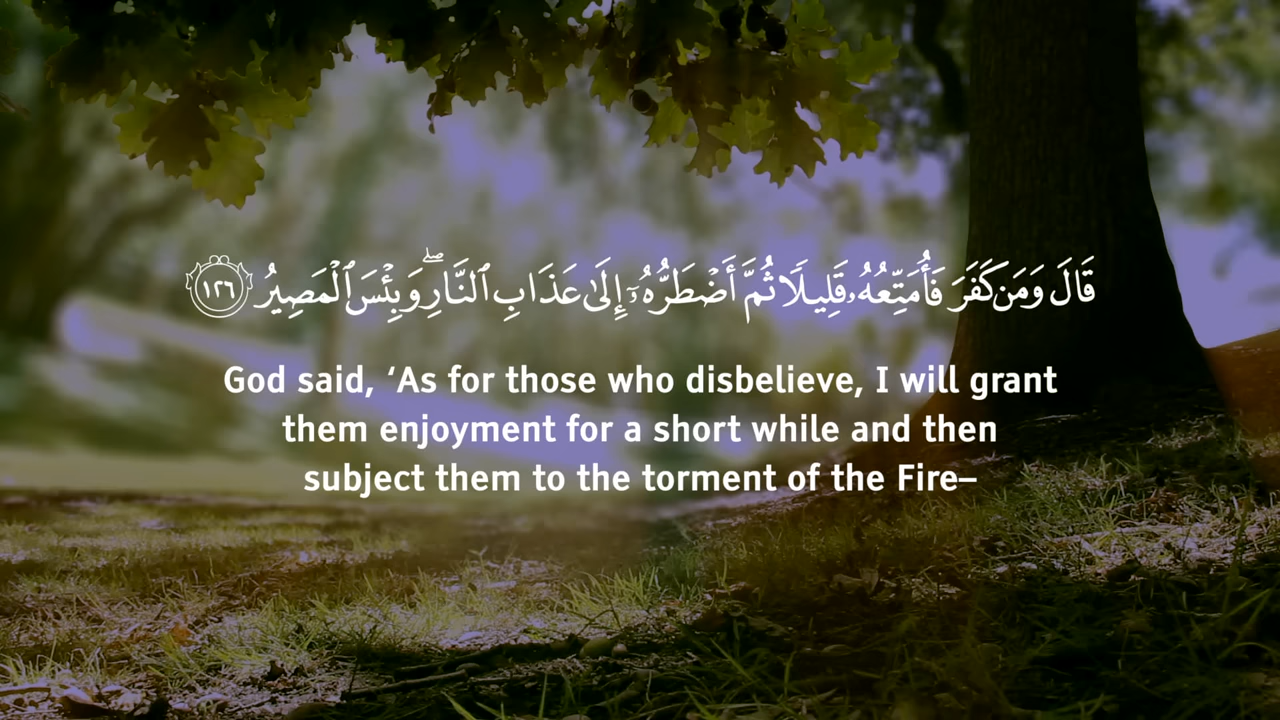 قَالَ وَمَن كَفَرَ فَأُمَتِّعُهُۥ قَلِيلًا ثُمَّ أَضْطَرُّهُۥٓ إِلَىٰ عَذَابِ ٱلنَّارِ ۖ وَبِئْسَ ٱلْمَصِيرُ ١٢٦
God said, ‘As for those who disbelieve, I will grant
them enjoyment for a short while and then
subject them to the torment of the Fire–